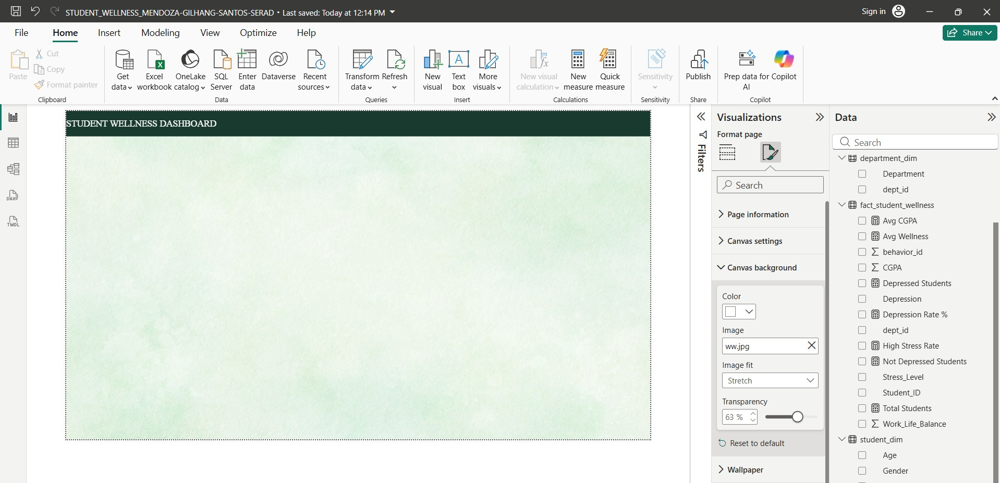 STUDENT_WELLNESS_MENDOZA-GILHANG-SANTOS-SERAD • Last saved: Today at 12:14 PM
Sign in
File
Home
Insert
Modeling
View
Optimize
Help
Share
Paste
Cut
Copy
Format painter
Clipboard
Get data
Excel workbook
OneLake catalog
SQL Server
Enter data
Dataverse
Recent sources
Data
Transform data
Refresh
Queries
New visual
A
Text box
More visuals
Insert
fx
New visual calculation
New measure
Quick measure
Calculations
Sensitivity
Sensitivity
Publish
Share
Prep data for AI
Copilot
Copilot
DAX
TMDL
STUDENT WELLNESS DASHBOARD
Filters
Visualizations
Format page
Search
Page information
Canvas settings
Canvas background
Color
Image
ww.jpg
Image fit
Stretch
Transparency
63 %
Reset to default
Wallpaper
Data
Search
department_dim
Department
dept_id
fact_student_wellness
Avg CGPA
Avg Wellness
behavior_id
CGPA
Depressed Students
Depression
Depression Rate %
dept_id
High Stress Rate
Not Depressed Students
Stress_Level
Student_ID
Total Students
Work_Life_Balance
student_dim
Age
Gender